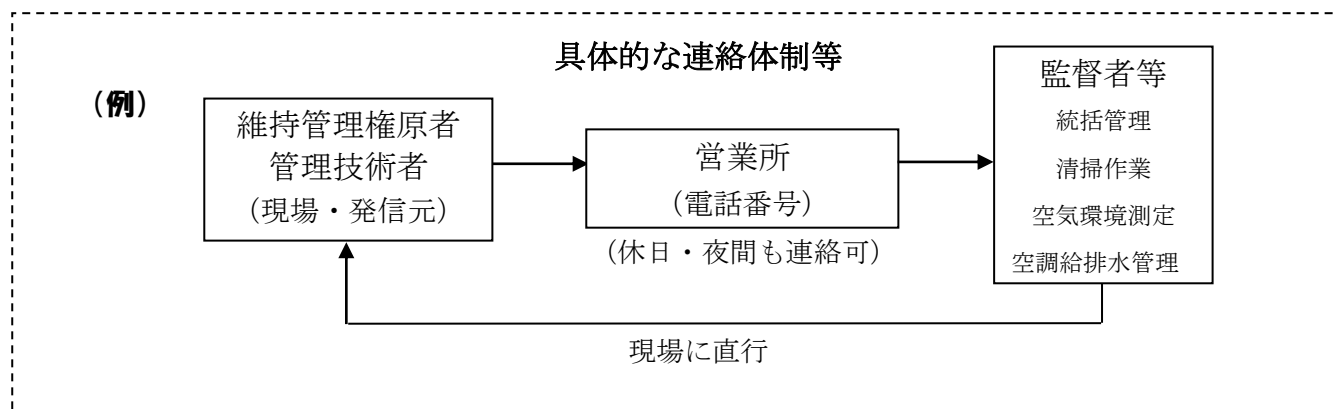 具体的な連絡体制等
（例）
維持管理権原者
管理技術者
（現場・発信元）
営業所
（電話番号）
（休日・夜間も連絡可）
監督者等
統括管理
清掃作業
空気環境測定
空調給排水管理
現場に直行